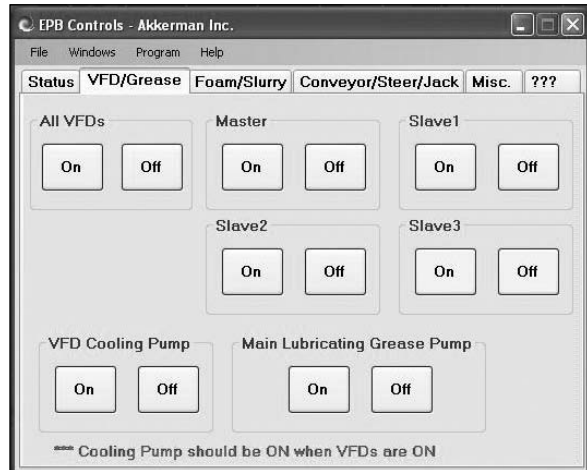 EPB Controls - Akkerman Inc.
File Windows Program Help
Status VFD/Grease Foam/Slurry Conveyor/Steer/Jack Misc. ???
All VFDs Master Slave1
On Off On Off On Off
Slave2 Slave3
On Off On Off
VFD Cooling Pump Main Lubricating Grease Pump
On Off On Off
*** Cooling Pump should be ON when VFDs are ON